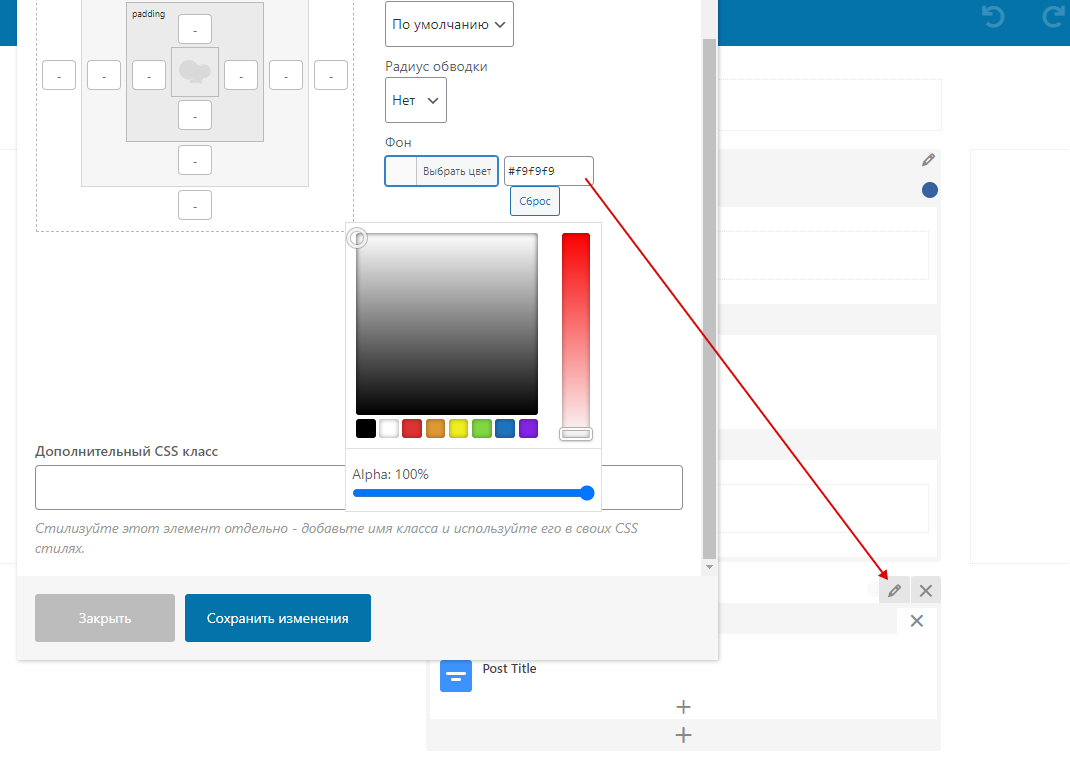 padding
-
-
-
-
-
-
-
-
-
-
По умолчанию
Радиус обводки
Нет
Фон
Выбрать цвет
#f9f9f9
Сброс
Alpha: 100%
Дополнительный CSS класс
Стилизуйте этот элемент отдельно - добавьте имя класса и используйте его в своих CSS
стилях.
Закрыть
Сохранить изменения
Post Title